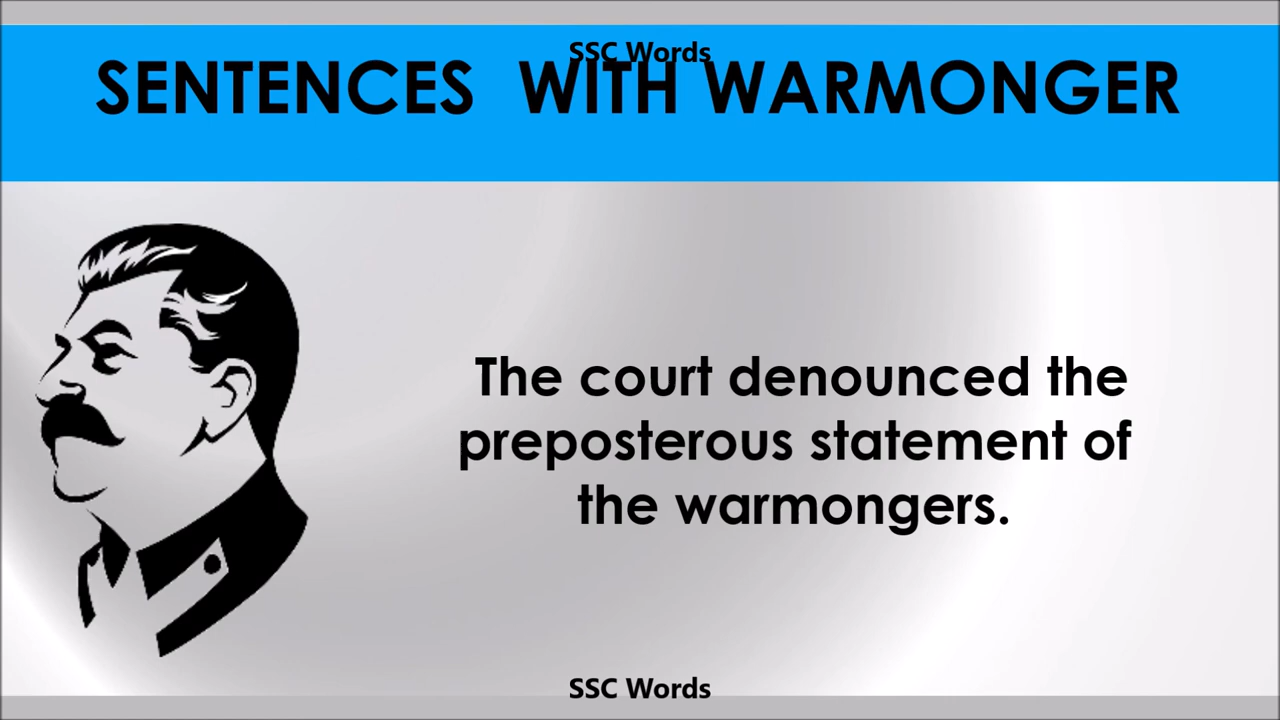 SSC Words
SENTENCES WITH WARMONGER
The court denounced the
preposterous statement of
the warmongers.
SSC Words